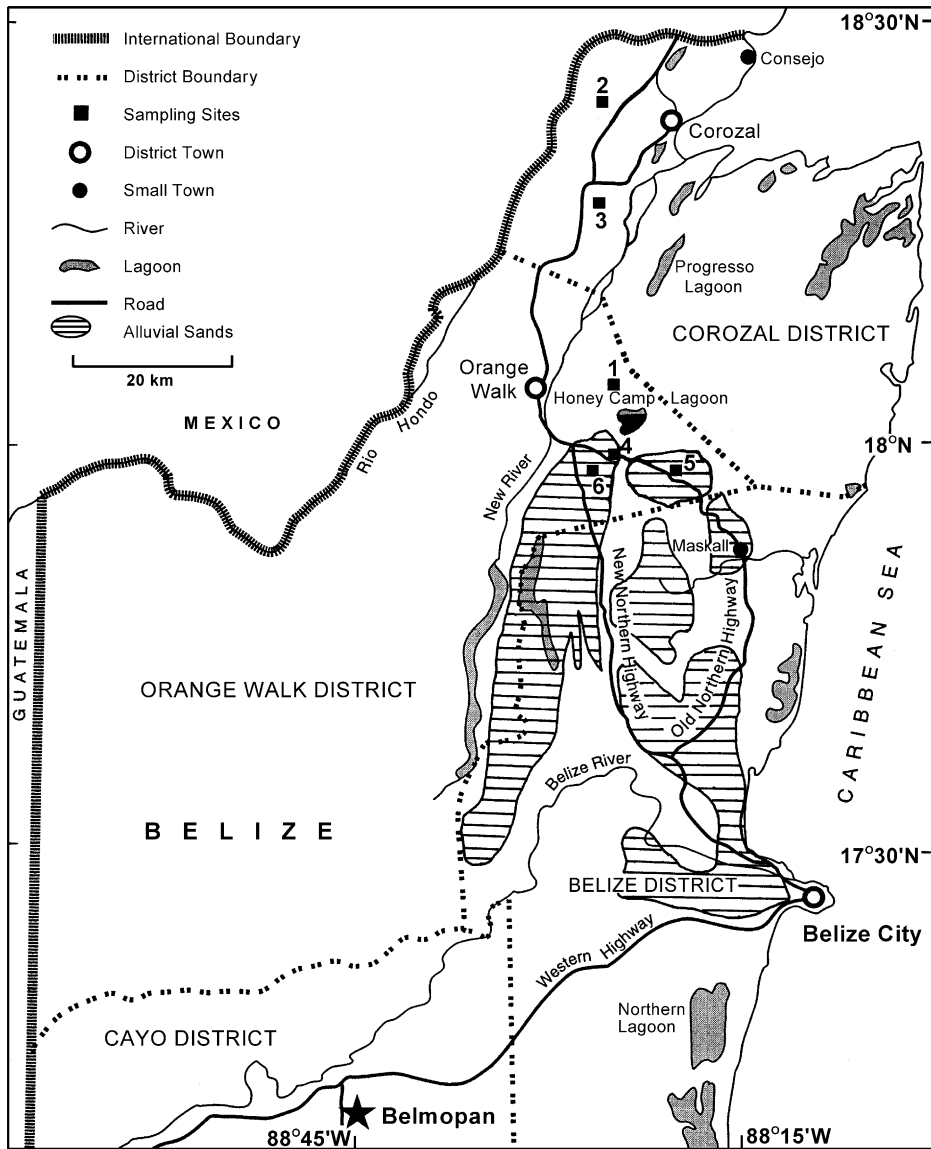 18°30'N
International Boundary
District Boundary
Sampling Sites
District Town
Small Town
River
Lagoon
Road
Alluvial Sands
20 km
Consejo
2
Corozal
3
Progresso
Lagoon
COROZAL DISTRICT
Orange
Walk
1
Honey Camp Lagoon
MEXICO
Rio Hondo
18°N
4
5
6
New River
Maskall
GUATEMALA
New Northern Highway
Old Northern Highway
CARIBBEAN SEA
ORANGE WALK DISTRICT
Belize River
BELIZE
17°30'N
BELIZE DISTRICT
Belize City
Western Highway
Northern
Lagoon
CAYO DISTRICT
Belmopan
88°45'W
88°15'W